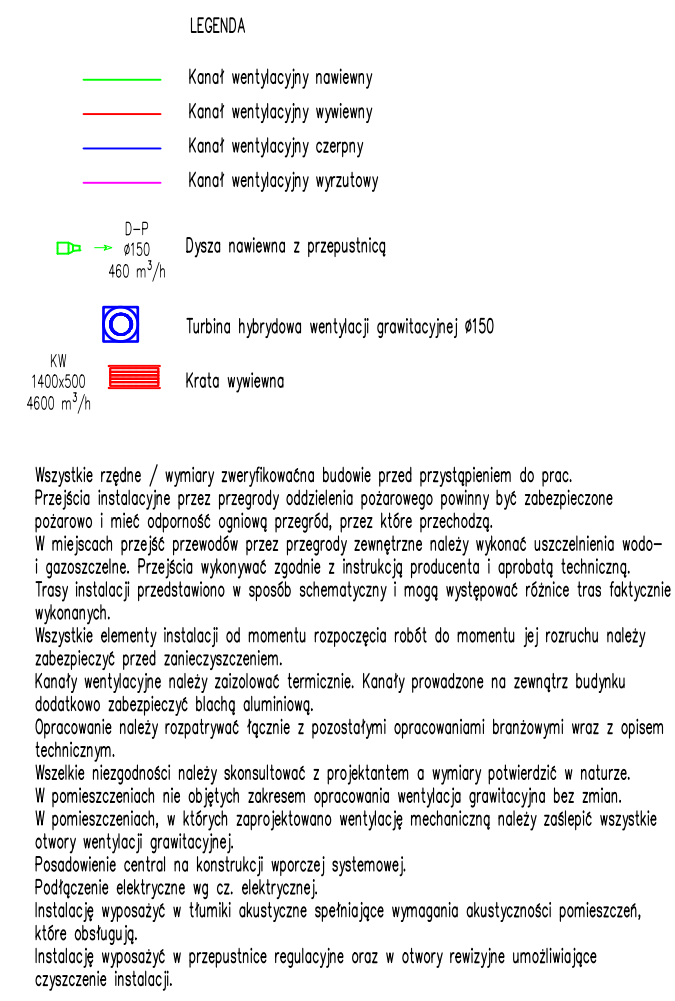 LEGENDA
Kanał wentylacyjny nawiewny
Kanał wentylacyjny wywiewny
Kanał wentylacyjny czerpny
Kanał wentylacyjny wyrzutowy
D-P
ø150
460 m³/h
Dysza nawiewna z przepustnicą
Turbina hybrydowa wentylacji grawitacyjnej ø150
KW
1400x500
4600 m³/h
Krata wywiewna
Wszystkie rzędne / wymiary zweryfikowaćna budowie przed przystąpieniem do prac.
Przejścia instalacyjne przez przegrody oddzielenia pożarowego powinny być zabezpieczone
pożarowo i mieć odporność ogniową przegród, przez które przechodzą.
W miejscach przejść przewodów przez przegrody zewnętrzne należy wykonać uszczelnienia wodo-
i gazoszczelne. Przejścia wykonywać zgodnie z instrukcją producenta i aprobatą techniczną.
Trasy instalacji przedstawiono w sposób schematyczny i mogą występować różnice tras faktycznie
wykonanych.
Wszystkie elementy instalacji od momentu rozpoczęcia robót do momentu jej rozruchu należy
zabezpieczyć przed zanieczyszczeniem.
Kanały wentylacyjne należy zaizolować termicznie. Kanały prowadzone na zewnątrz budynku
dodatkowo zabezpieczyć blachą aluminiową.
Opracowanie należy rozpatrywać łącznie z pozostałymi opracowaniami branżowymi wraz z opisem
technicznym.
Wszelkie niezgodności należy skonsultować z projektantem a wymiary potwierdzić w naturze.
W pomieszczeniach nie objętych zakresem opracowania wentylacja grawitacyjna bez zmian.
W pomieszczeniach, w których zaprojektowano wentylację mechaniczną należy zaślepić wszystkie
otwory wentylacji grawitacyjnej.
Posadowienie central na konstrukcji wporczej systemowej.
Podłączenie elektryczne wg cz. elektrycznej.
Instalację wyposażyć w tłumiki akustyczne spełniające wymagania akustyczności pomieszczeń,
które obsługują.
Instalację wyposażyć w przepustnice regulacyjne oraz w otwory rewizyjne umożliwiające
czyszczenie instalacji.